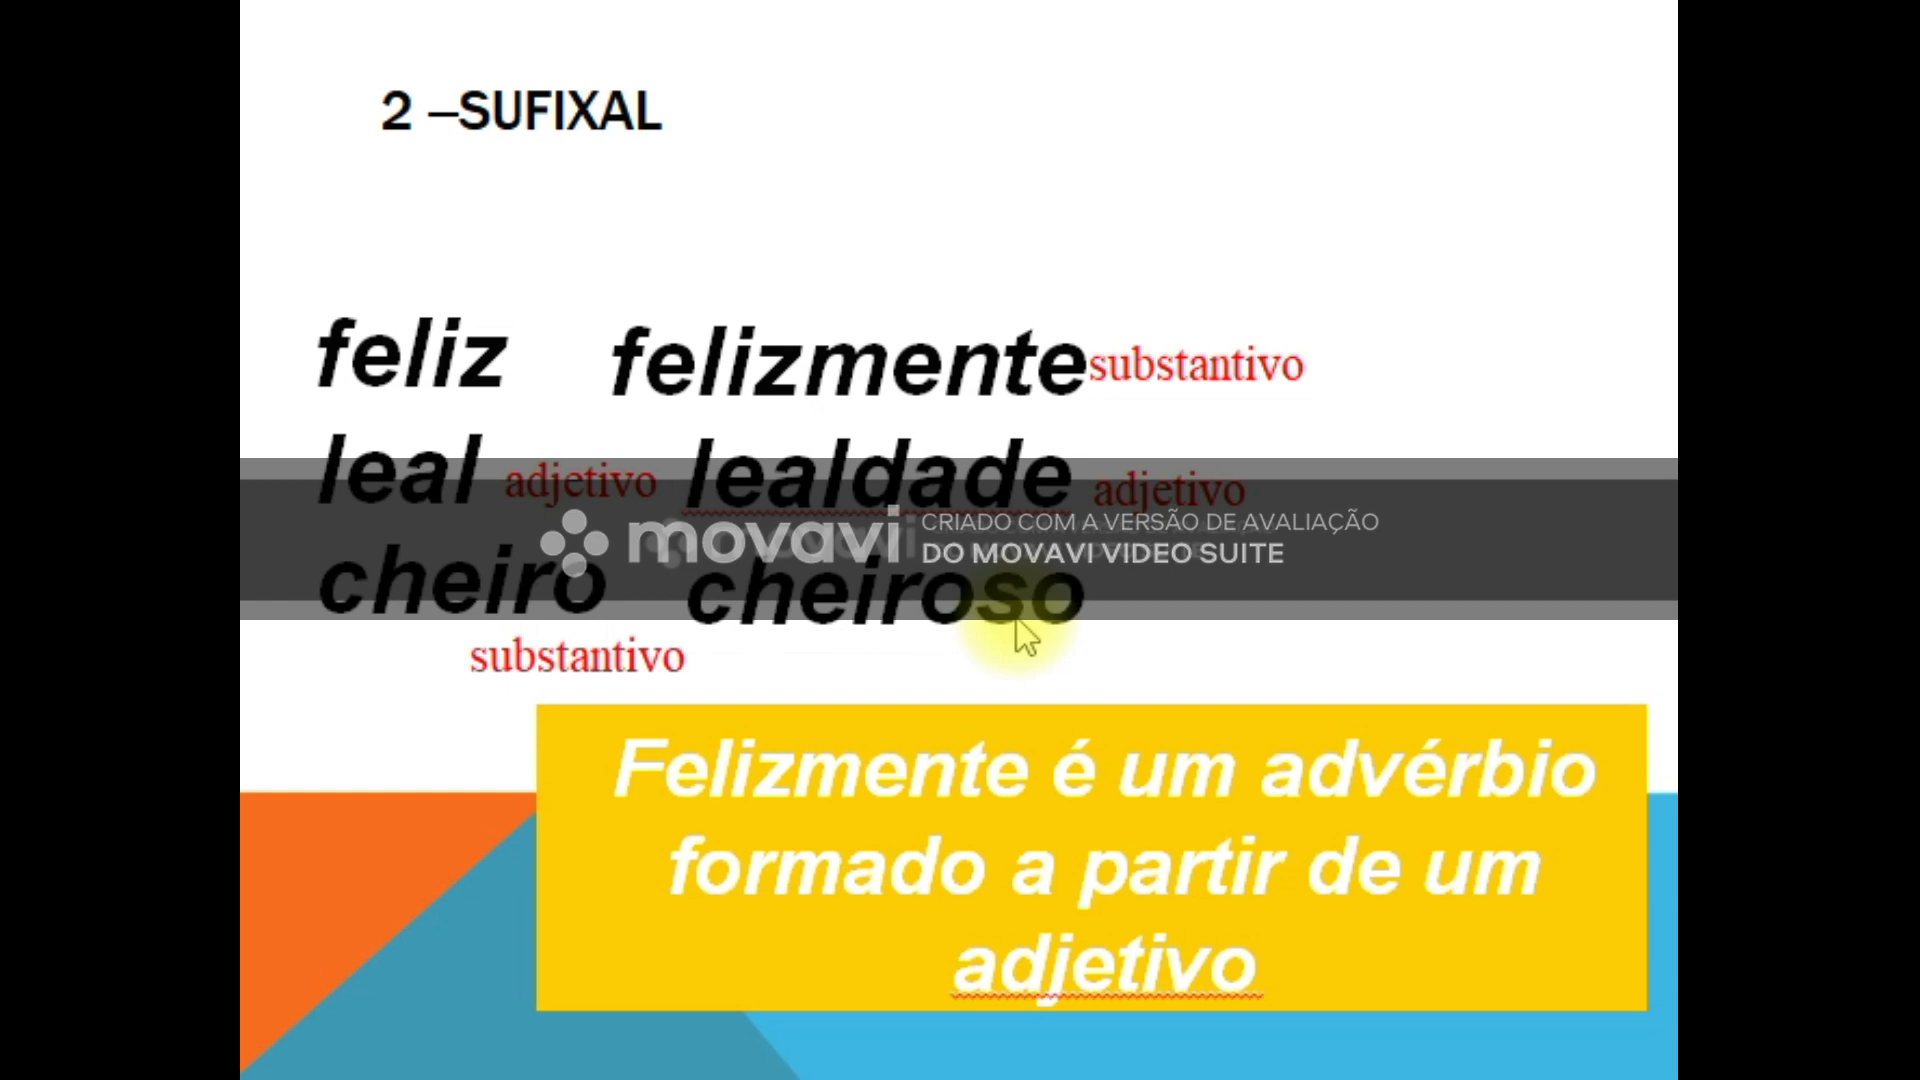 2 –SUFIXAL
feliz felizmente substantivo
leal adjetivo lealdade adjetivo
movavi CRIADO COM A VERSÃO DE AVALIAÇÃO
DO MOVAVI VIDEO SUITE
cheiro cheiroso
substantivo
Felizmente é um advérbio
formado a partir de um
adjetivo